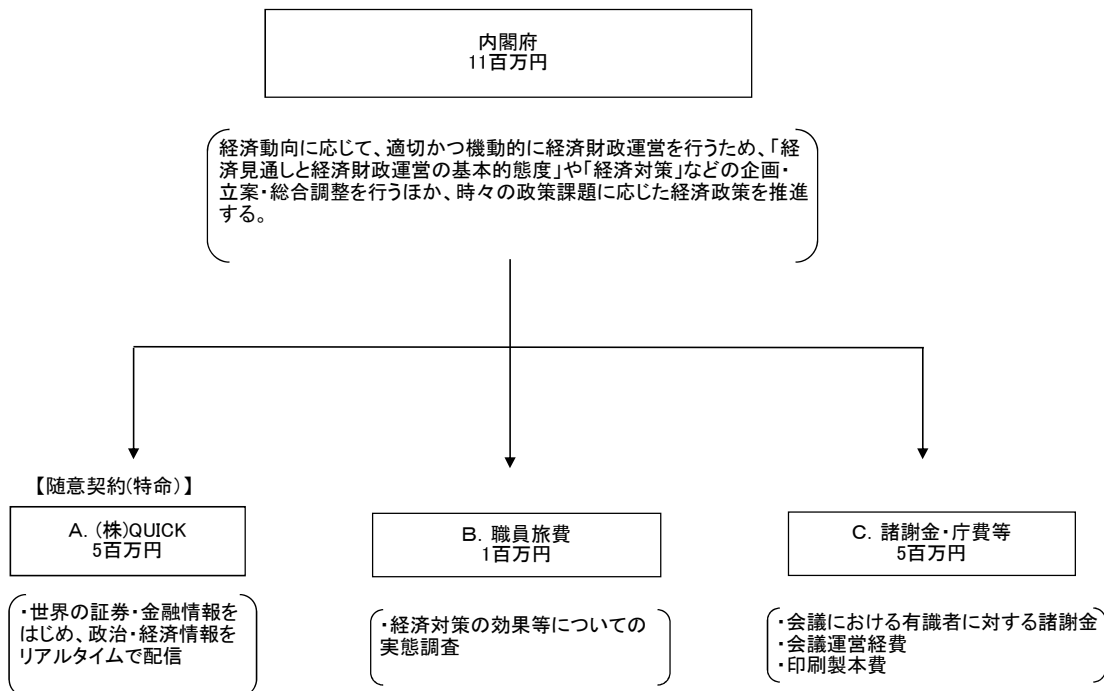 内閣府
11百万円
経済動向に応じて、適切かつ機動的に経済財政運営を行うため、「経
済見通しと経済財政運営の基本的態度」や「経済対策」などの企画・
立案・総合調整を行うほか、時々の政策課題に応じた経済政策を推進
する。
【随意契約(特命)】
A. (株)QUICK
5百万円
・世界の証券・金融情報を
はじめ、政治・経済情報を
リアルタイムで配信
B. 職員旅費
1百万円
・経済対策の効果等についての
実態調査
C. 諸謝金・庁費等
5百万円
・会議における有識者に対する諸謝金
・会議運営経費
・印刷製本費